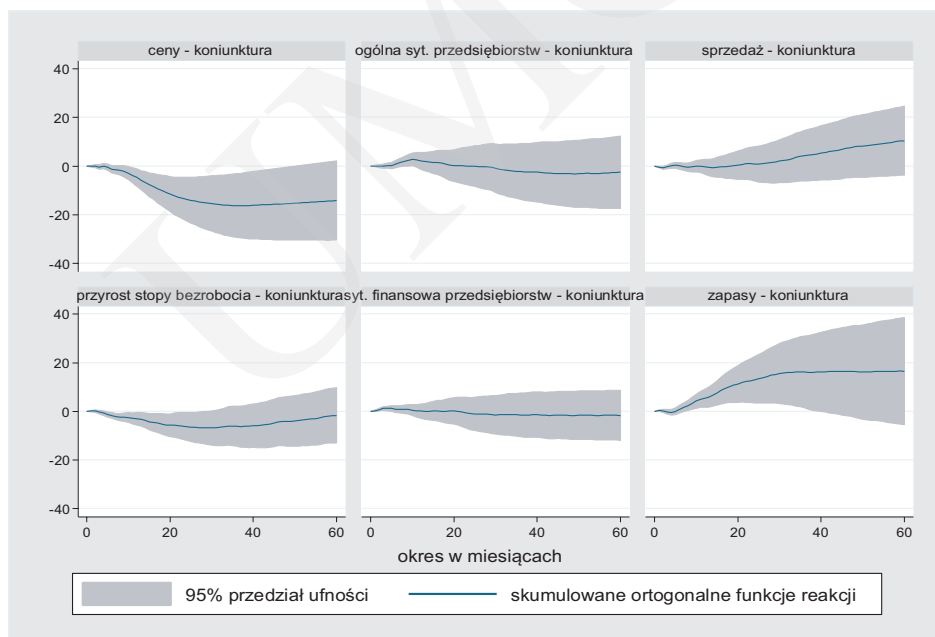 ceny - koniunktura
ogólna syt. przedsiębiorstw - koniunktura
sprzedaż - koniunktura
40
20
0
-20
-40
przyrost stopy bezrobocia - koniunktura
syt. finansowa przedsiębiorstw - koniunktura
zapasy - koniunktura
40
20
0
-20
-40
0 20 40 60
0 20 40 60
0 20 40 60
okres w miesiącach
95% przedział ufności
skumulowane ortogonalne funkcje reakcji